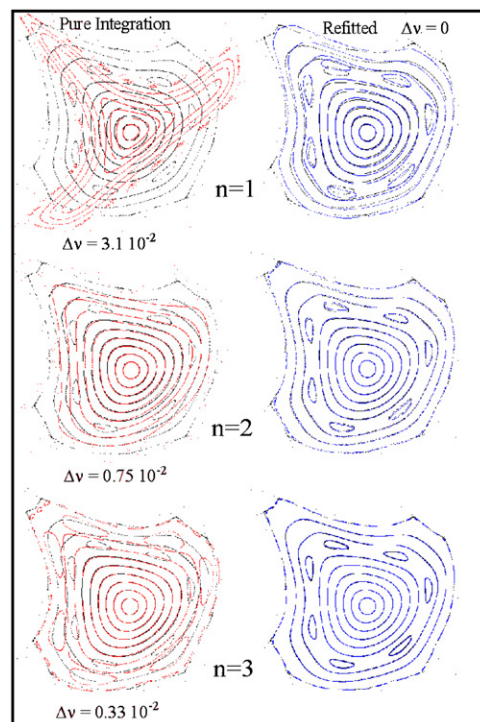 Pure Integration
Refitted Δν = 0
n=1
Δν = 3.1 10⁻²
n=2
Δν = 0.75 10⁻²
n=3
Δν = 0.33 10⁻²